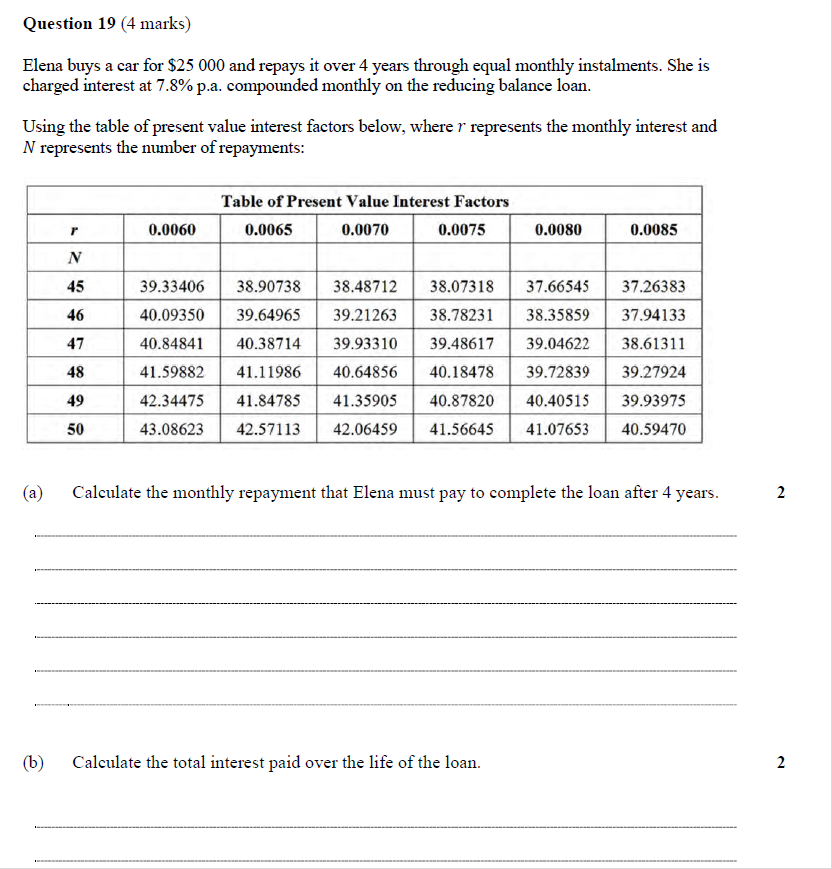 Question 19 (4 marks)
Elena buys a car for $25 000 and repays it over 4 years through equal monthly instalments. She is
charged interest at 7.8% p.a. compounded monthly on the reducing balance loan.
Using the table of present value interest factors below, where r represents the monthly interest and
N represents the number of repayments:
Table of Present Value Interest Factors
r 0.0060 0.0065 0.0070 0.0075 0.0080 0.0085
N
45 39.33406 38.90738 38.48712 38.07318 37.66545 37.26383
46 40.09350 39.64965 39.21263 38.78231 38.35859 37.94133
47 40.84841 40.38714 39.93310 39.48617 39.04622 38.61311
48 41.59882 41.11986 40.64856 40.18478 39.72839 39.27924
49 42.34475 41.84785 41.35905 40.87820 40.40515 39.93975
50 43.08623 42.57113 42.06459 41.56645 41.07653 40.59470
(a) Calculate the monthly repayment that Elena must pay to complete the loan after 4 years. 2
(b) Calculate the total interest paid over the life of the loan. 2